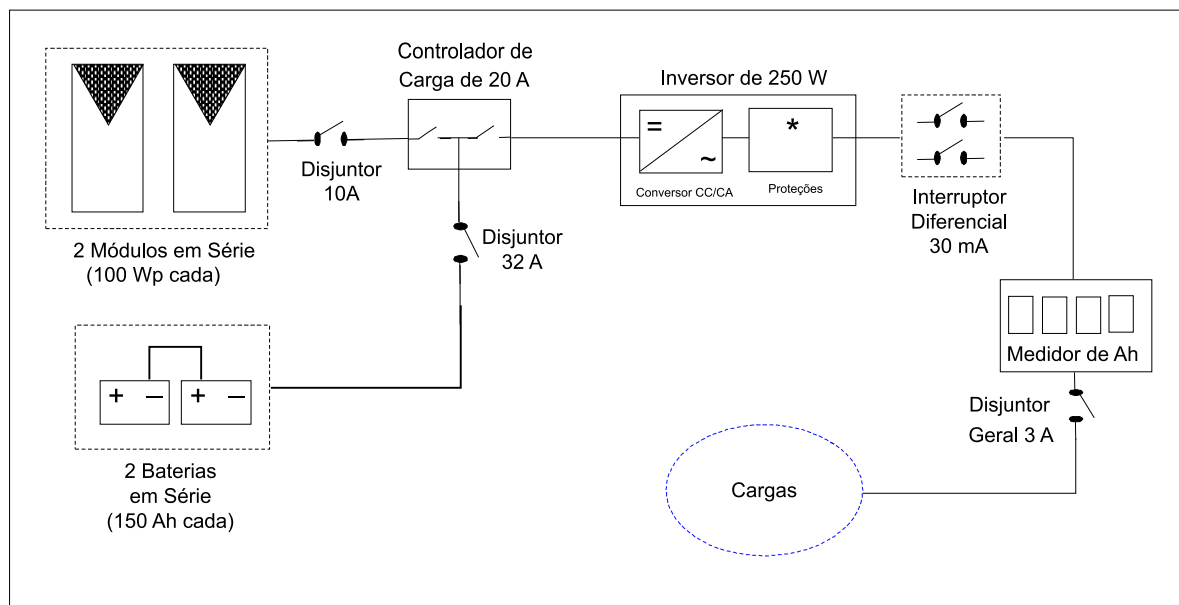 Controlador de
Carga de 20 A
Inversor de 250 W
=
~
*
Conversor CC/CA
Proteções
Disjuntor
10A
Interruptor
Diferencial
30 mA
2 Módulos em Série
(100 Wp cada)
Disjuntor
32 A
Medidor de Ah
+ − + −
Disjuntor
Geral 3 A
2 Baterias
em Série
(150 Ah cada)
Cargas